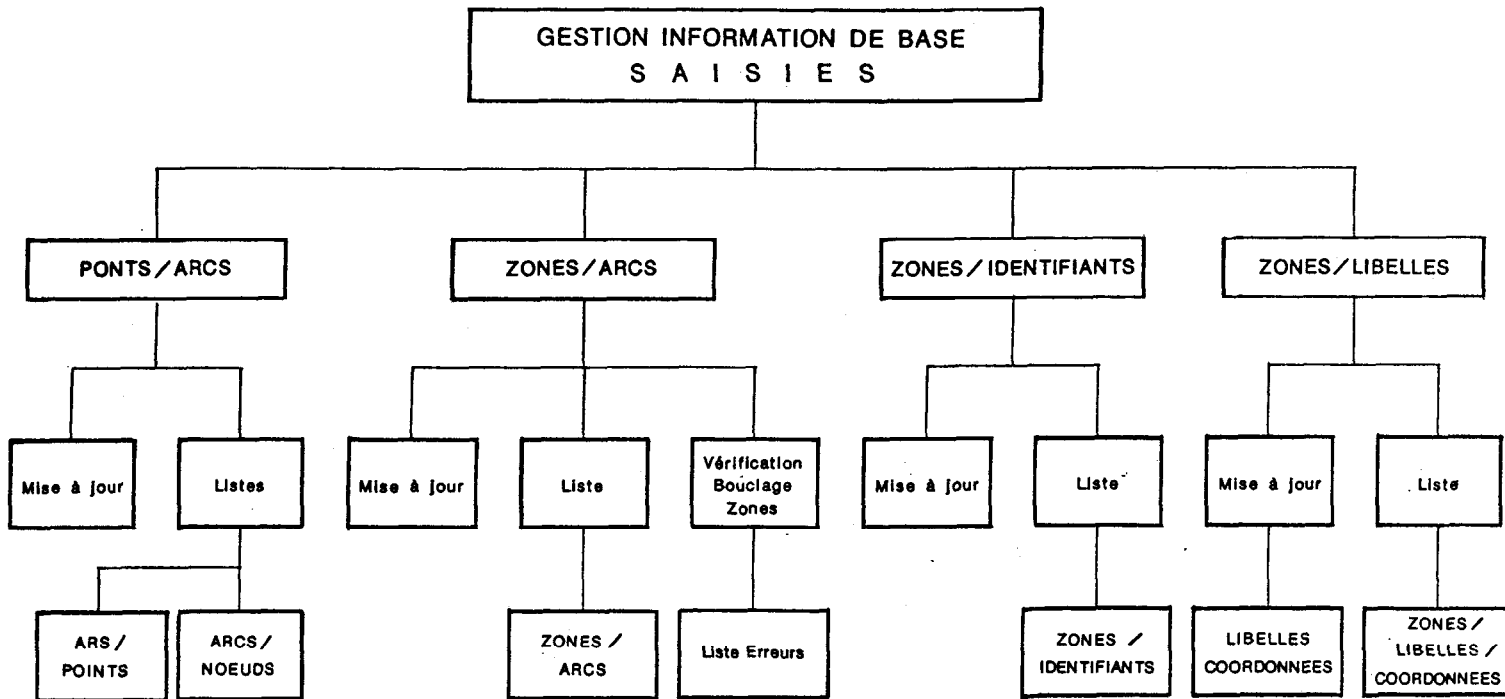 GESTION INFORMATION DE BASE
S A I S I E S
PONTS/ARCS
ZONES/ARCS
ZONES/IDENTIFIANTS
ZONES/LIBELLES
Mise à jour
Listes
Mise à jour
Liste
Vérification
Bouclage
Zones
Mise à jour
Liste
Mise à jour
Liste
ARS/
POINTS
ARCS/
NOEUDS
ZONES/
ARCS
Liste Erreurs
ZONES /
IDENTIFIANTS
LIBELLES
COORDONNEES
ZONES/
LIBELLES/
COORDONNEES